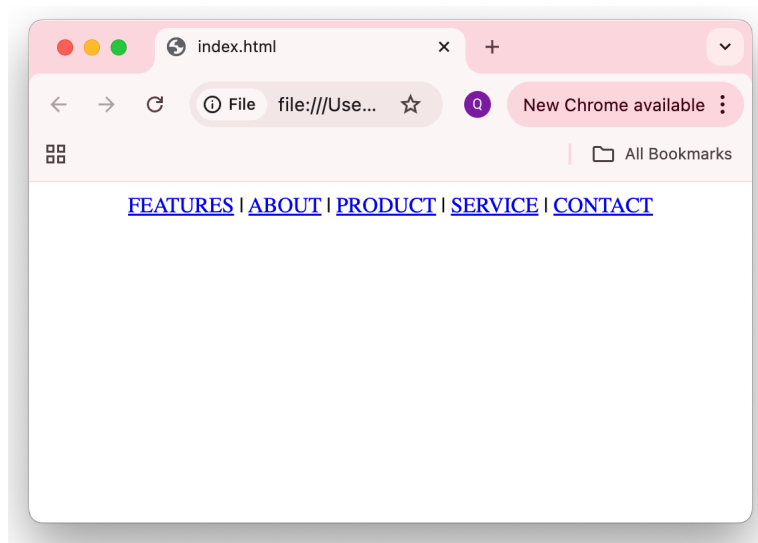 index.html
File file:///Use... Q New Chrome available
All Bookmarks
FEATURES | ABOUT | PRODUCT | SERVICE | CONTACT